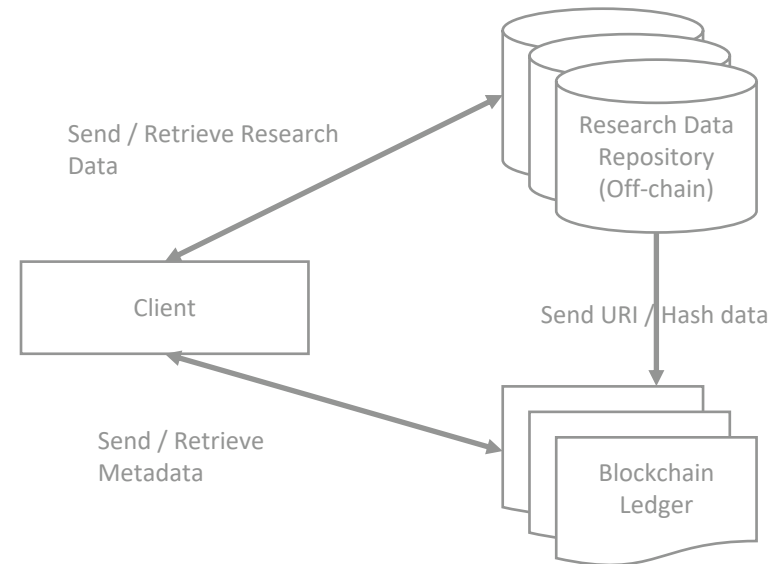 Send / Retrieve Research
Data
Research Data
Repository
(Off-chain)
Client
Send URI / Hash data
Send / Retrieve
Metadata
Blockchain
Ledger